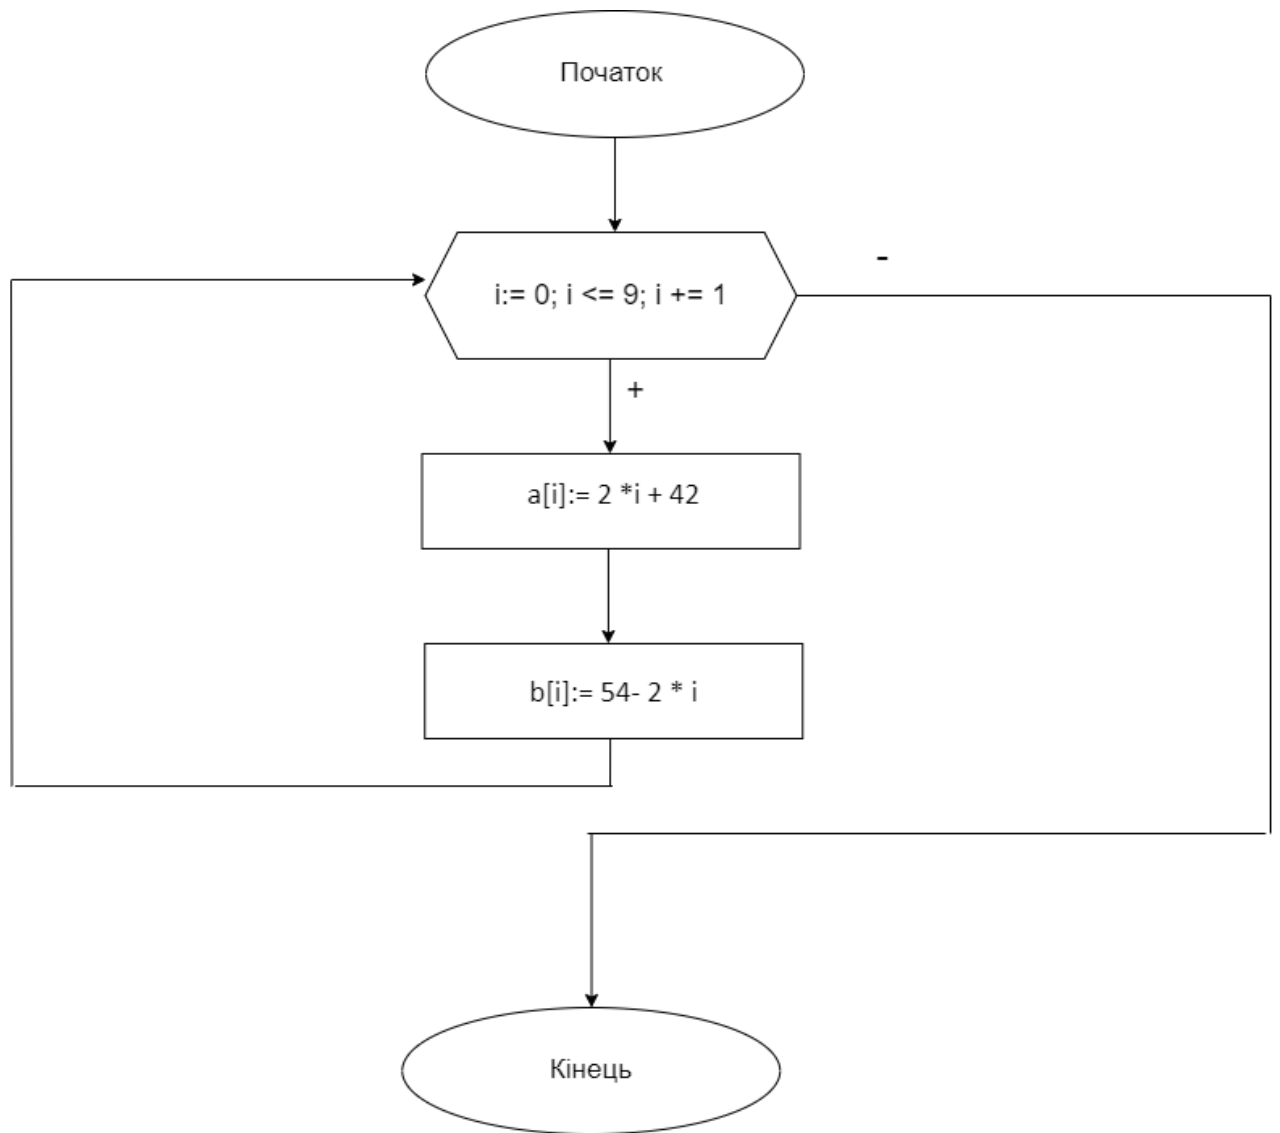 Початок
-
i:= 0; i <= 9; i += 1
+
a[i]:= 2 *i + 42
b[i]:= 54- 2 * i
Кінець